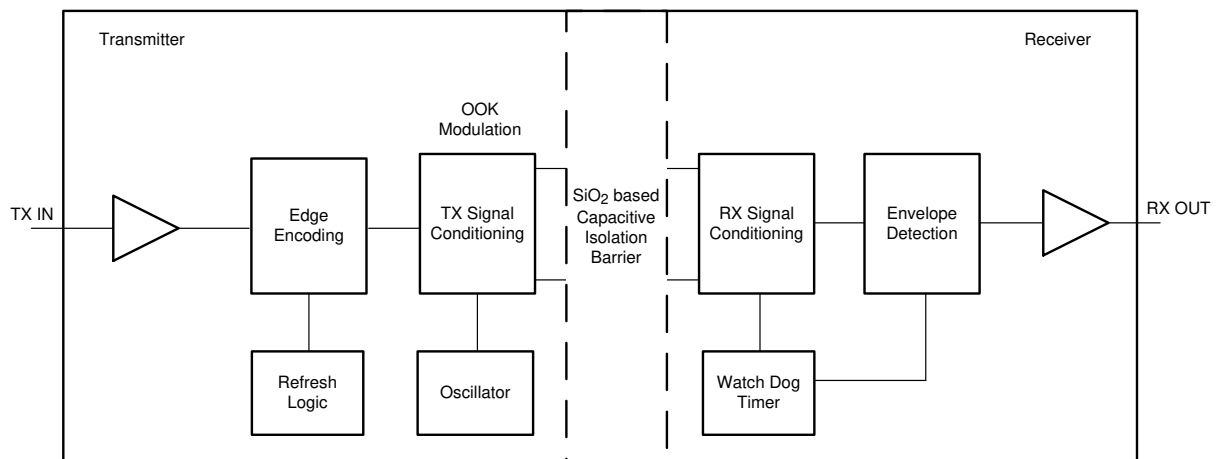 Transmitter
Receiver
OOK
Modulation
TX IN
Edge
Encoding
TX Signal
Conditioning
SiO₂ based
Capacitive
Isolation
Barrier
RX Signal
Conditioning
Envelope
Detection
RX OUT
Refresh
Logic
Oscillator
Watch Dog
Timer